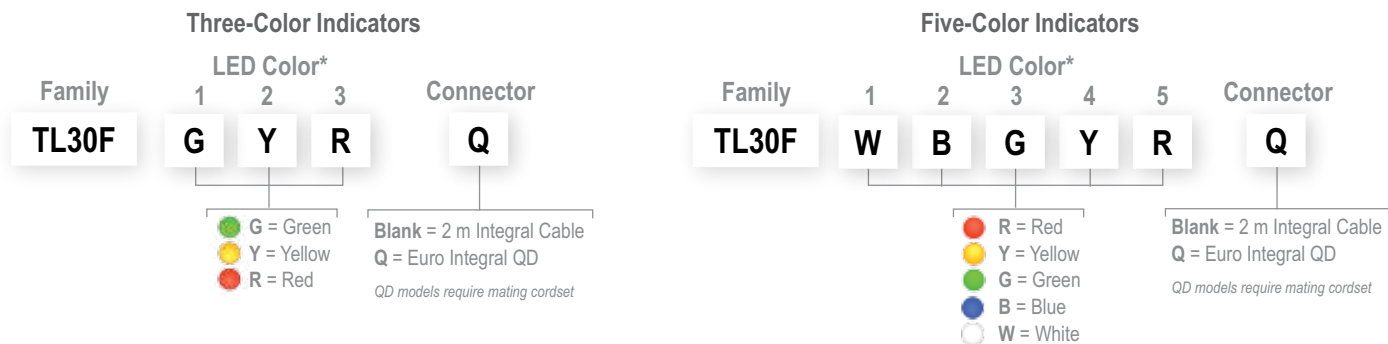 Three-Color Indicators
LED Color*
Family 1 2 3 Connector
TL30F G Y R Q
G = Green
Y = Yellow
R = Red
Blank = 2 m Integral Cable
Q = Euro Integral QD
QD models require mating cordset
Five-Color Indicators
LED Color*
Family 1 2 3 4 5 Connector
TL30F W B G Y R Q
R = Red
Y = Yellow
G = Green
B = Blue
W = White
Blank = 2 m Integral Cable
Q = Euro Integral QD
QD models require mating cordset